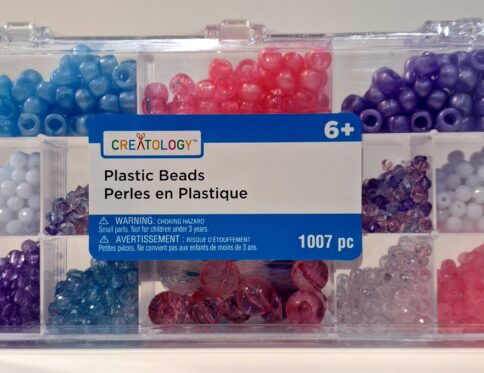 CREATOLOGY™
6+
Plastic Beads
Perles en Plastique
⚠ WARNING: CHOKING HAZARD
Small parts. Not for children under 3 years.
⚠ AVERTISSEMENT : RISQUE D'ÉTOUFFEMENT
Petites pièces. Ne convient pas aux enfants de moins de 3 ans.
1007 pc